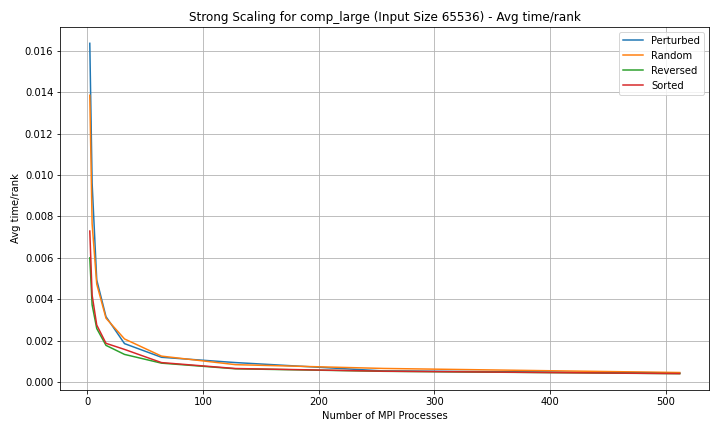 Strong Scaling for comp_large (Input Size 65536) - Avg time/rank
Perturbed
Random
Reversed
Sorted
Avg time/rank
0.016
0.014
0.012
0.010
0.008
0.006
0.004
0.002
0.000
0 100 200 300 400 500
Number of MPI Processes